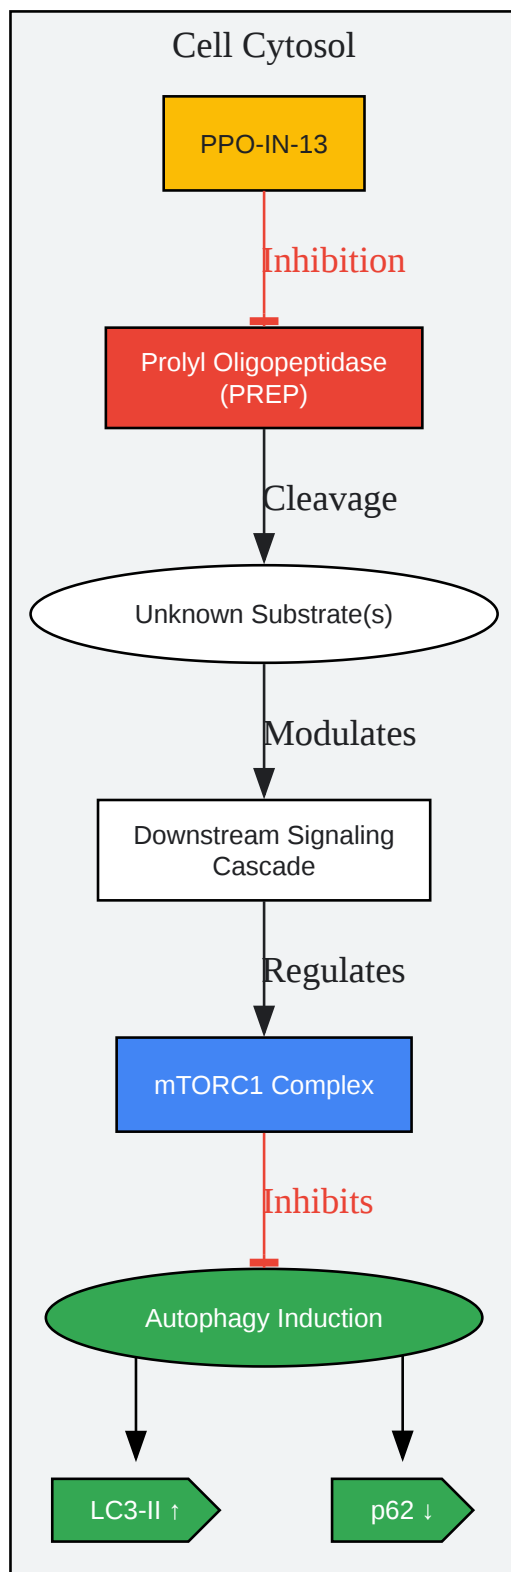 Cell Cytosol
PPO-IN-13
Inhibition
Prolyl Oligopeptidase
(PREP)
Cleavage
Unknown Substrate(s)
Modulates
Downstream Signaling
Cascade
Regulates
mTORC1 Complex
Inhibits
Autophagy Induction
LC3-II ↑
p62 ↓